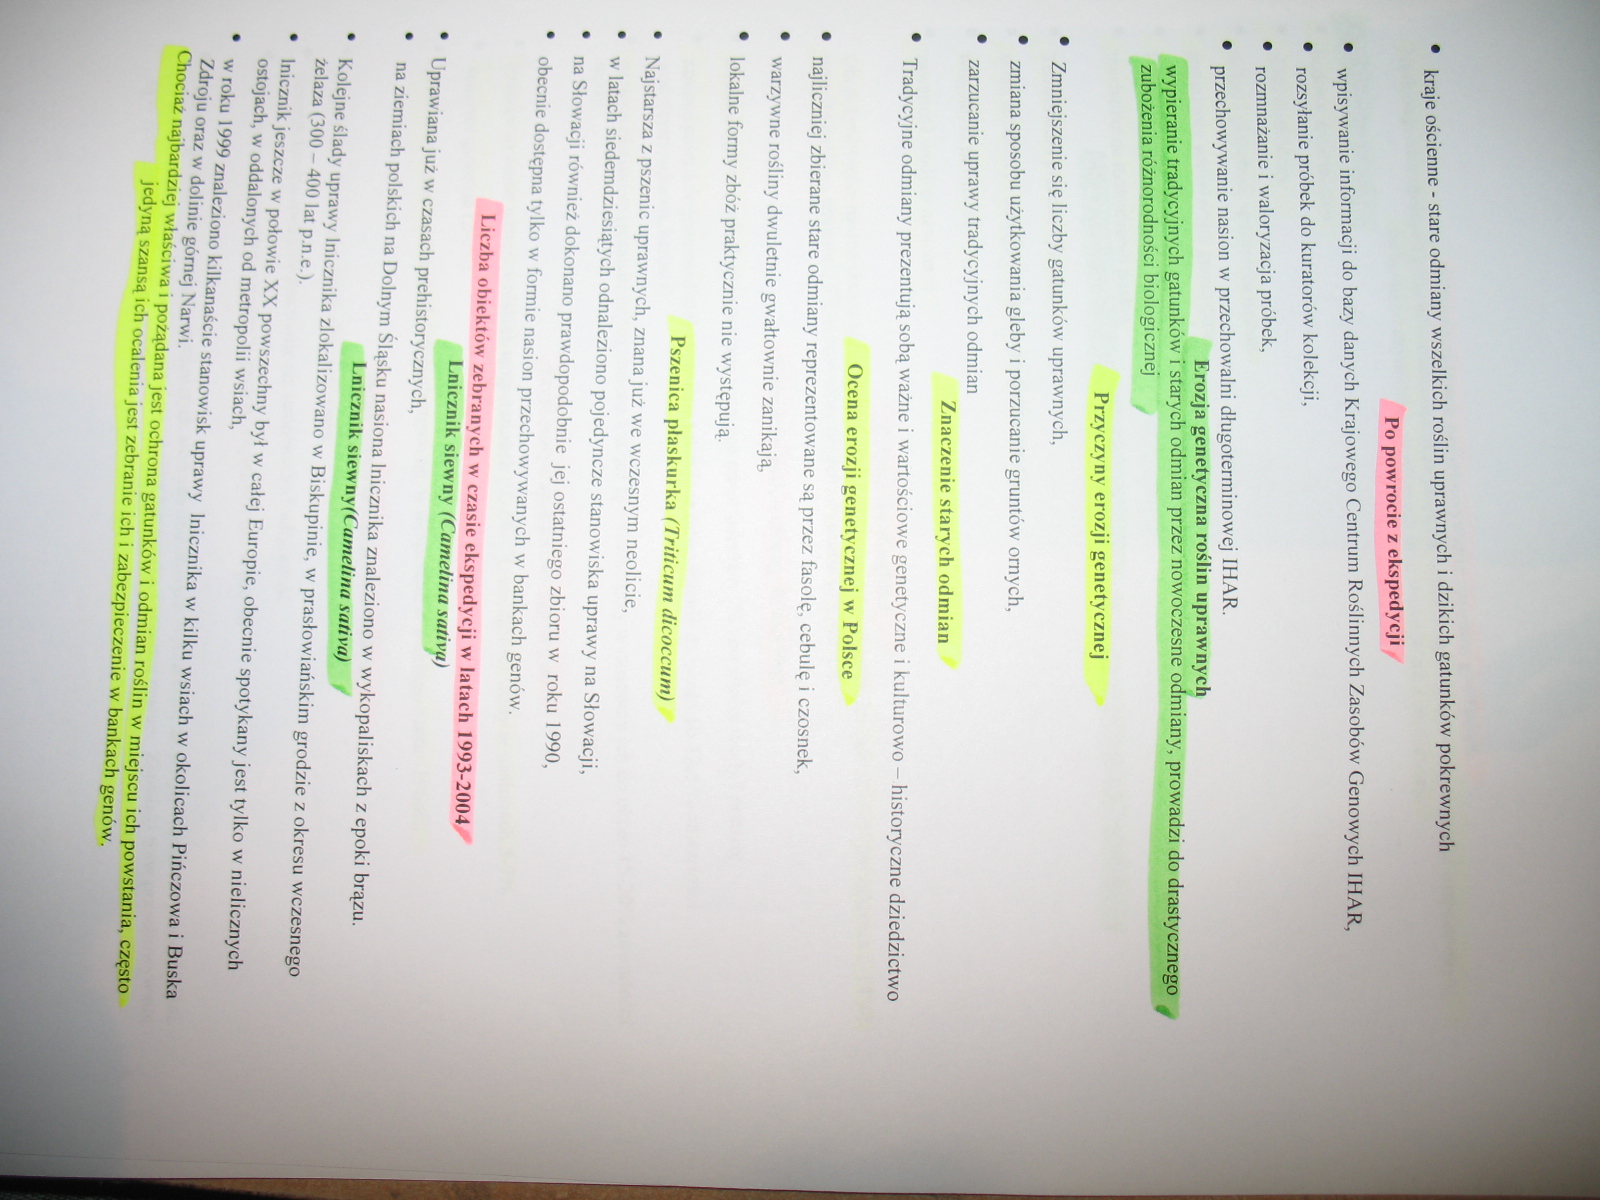 • kraje ościenne - stare odmiany wszelkich roślin uprawnych i dzikich gatunków pokrewnych
Po powrocie z ekspedycji
• wpisywanie informacji do bazy danych Krajowego Centrum Roślinnych Zasobów Genowych IHAR,
• rozsyłanie próbek do kuratorów kolekcji,
• rozmnażanie i waloryzacja próbek,
• przechowywanie nasion w przechowalni długoterminowej IHAR.
Erozja genetyczna roślin uprawnych
wypieranie tradycyjnych gatunków i starych odmian przez nowoczesne odmiany, prowadzi do drastycznego
zubożenia różnorodności biologicznej
Przyczyny erozji genetycznej
• Zmniejszenie się liczby gatunków uprawnych,
• zmiana sposobu użytkowania gleby i porzucanie gruntów ornych,
• zarzucanie uprawy tradycyjnych odmian
Znaczenie starych odmian
• Tradycyjne odmiany prezentują sobą ważne i wartościowe genetyczne i kulturowo – historyczne dziedzictwo
Ocena erozji genetycznej w Polsce
• najliczniej zbierane stare odmiany reprezentowane są przez fasolę, cebulę i czosnek,
• warzywne rośliny dwuletnie gwałtownie zanikają,
• lokalne formy zbóż praktycznie nie występują.
Pszenica płaskurka (Triticum dicoccum)
• Najstarsza z pszenic uprawnych, znana już we wczesnym neolicie,
• w latach siedemdziesiątych odnaleziono pojedyncze stanowiska uprawy na Słowacji,
• na Słowacji również dokonano prawdopodobnie jej ostatniego zbioru w roku 1990,
• obecnie dostępna tylko w formie nasion przechowywanych w bankach genów.
Liczba obiektów zebranych w czasie ekspedycji w latach 1993-2004
Lnicznik siewny (Camelina sativa)
• Uprawiana już w czasach prehistorycznych,
• na ziemiach polskich na Dolnym Śląsku nasiona lnicznika znaleziono w wykopaliskach z epoki brązu.
Lnicznik siewny(Camelina sativa)
• Kolejne ślady uprawy lnicznika zlokalizowano w Biskupinie, w prasłowiańskim grodzie z okresu wczesnego
żelaza (300 – 400 lat p.n.e.).
• lnicznik jeszcze w połowie XX powszechny był w całej Europie, obecnie spotykany jest tylko w nielicznych
ostojach, w oddalonych od metropolii wsiach,
• w roku 1999 znaleziono kilkanaście stanowisk uprawy lnicznika w kilku wsiach w okolicach Pińczowa i Buska
Zdroju oraz w dolinie górnej Narwi.
Chociaż najbardziej właściwa i pożądana jest ochrona gatunków i odmian roślin w miejscu ich powstania, często
jedyną szansą ich ocalenia jest zebranie ich i zabezpieczenie w bankach genów.